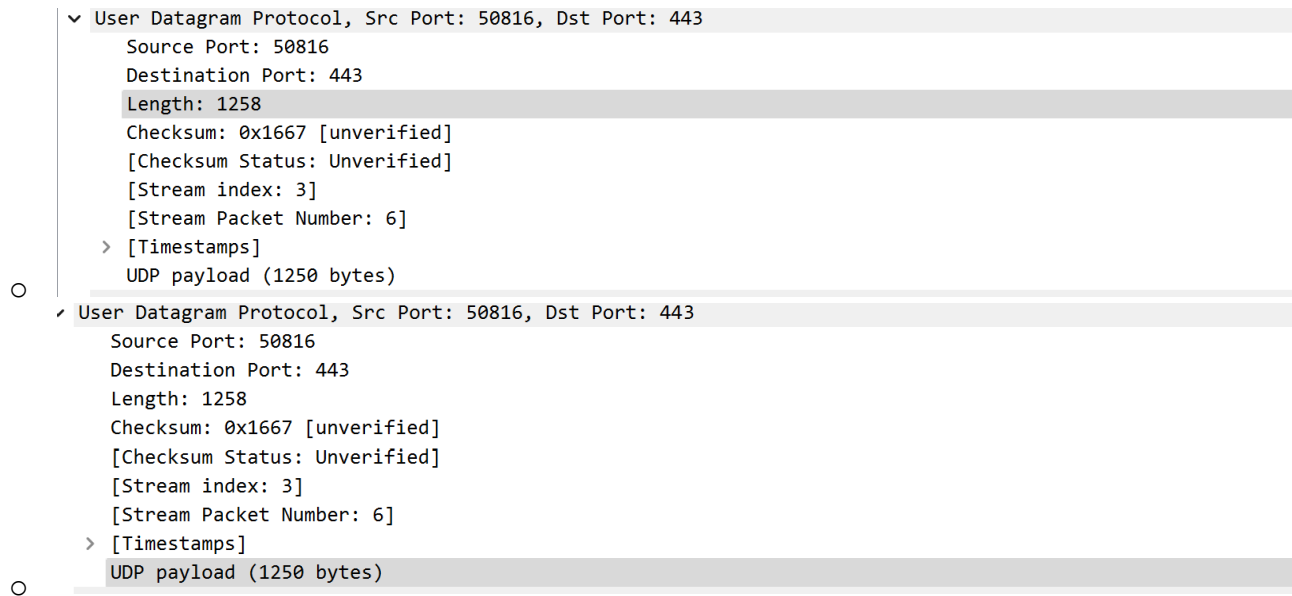 User Datagram Protocol, Src Port: 50816, Dst Port: 443
Source Port: 50816
Destination Port: 443
Length: 1258
Checksum: 0x1667 [unverified]
[Checksum Status: Unverified]
[Stream index: 3]
[Stream Packet Number: 6]
[Timestamps]
UDP payload (1250 bytes)
User Datagram Protocol, Src Port: 50816, Dst Port: 443
Source Port: 50816
Destination Port: 443
Length: 1258
Checksum: 0x1667 [unverified]
[Checksum Status: Unverified]
[Stream index: 3]
[Stream Packet Number: 6]
[Timestamps]
UDP payload (1250 bytes)